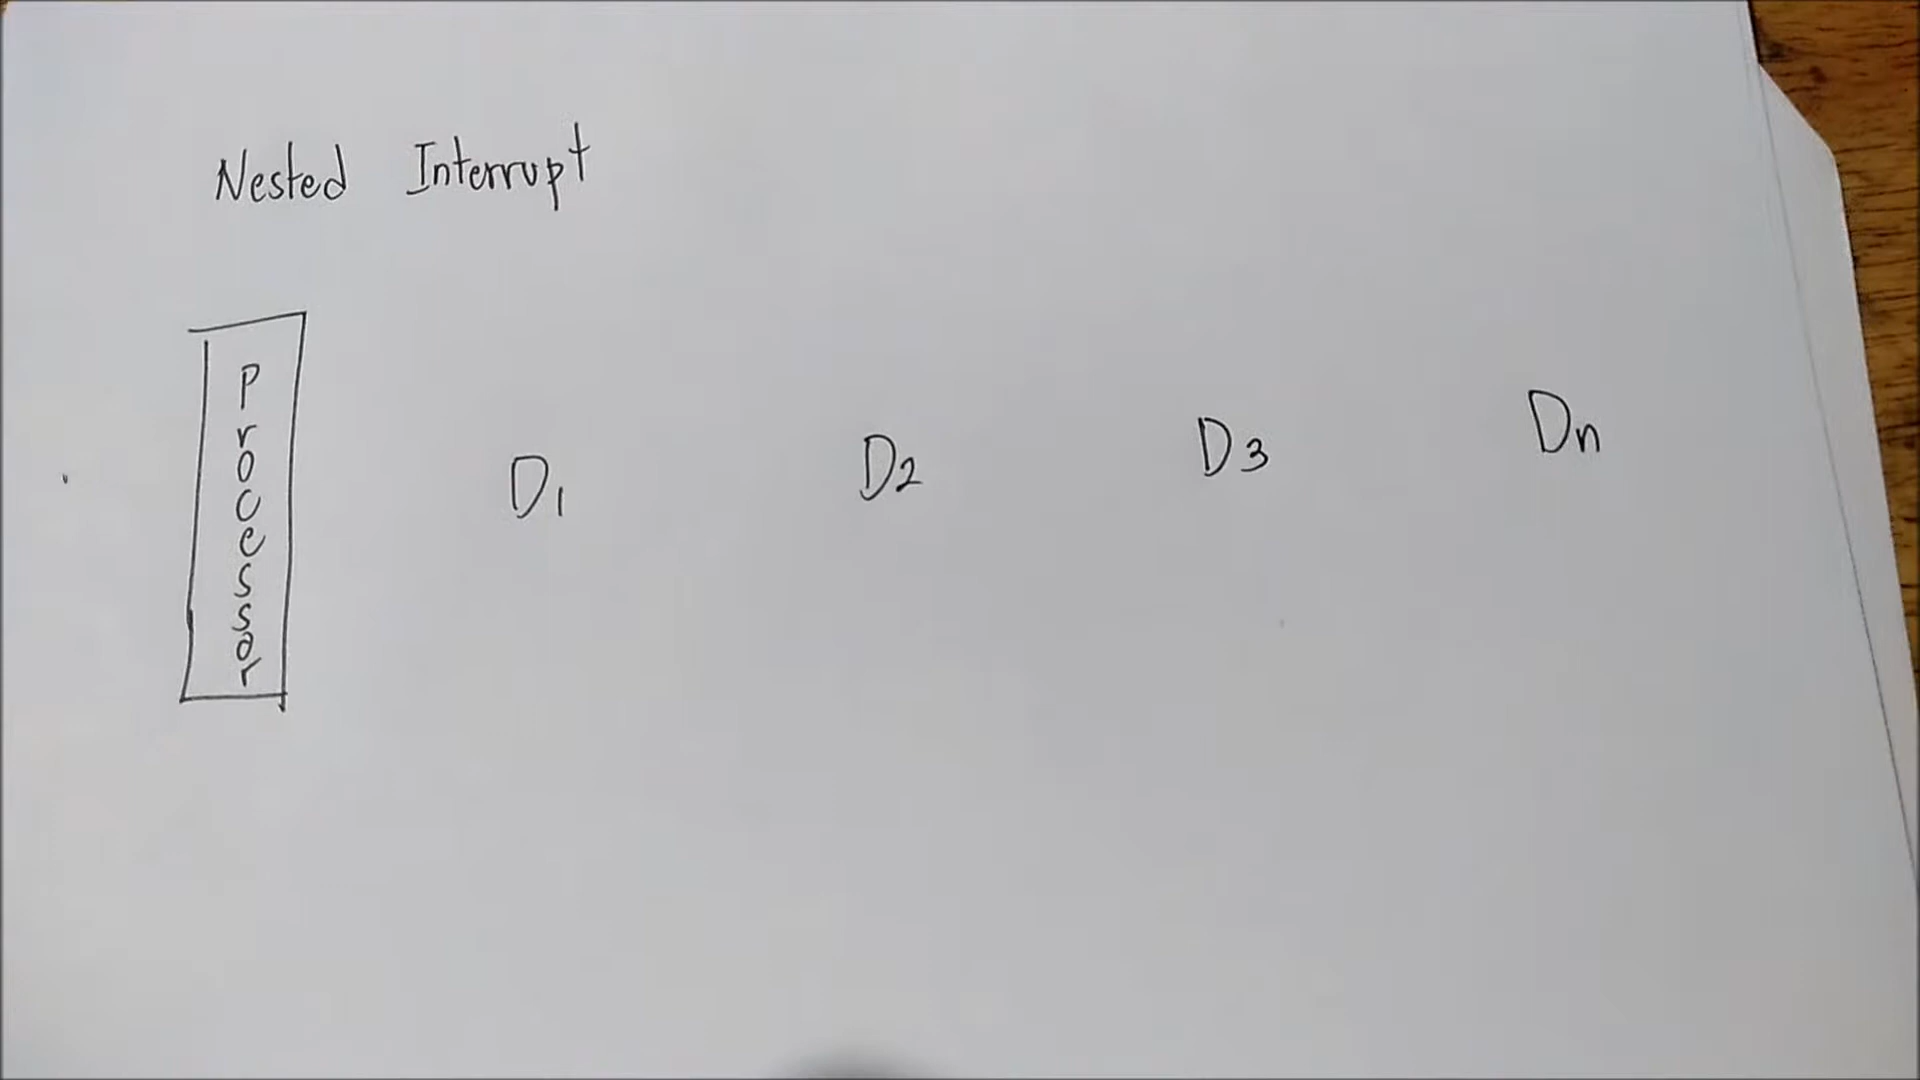 Nested Interrupt
Processor
D1 D2 D3 Dn